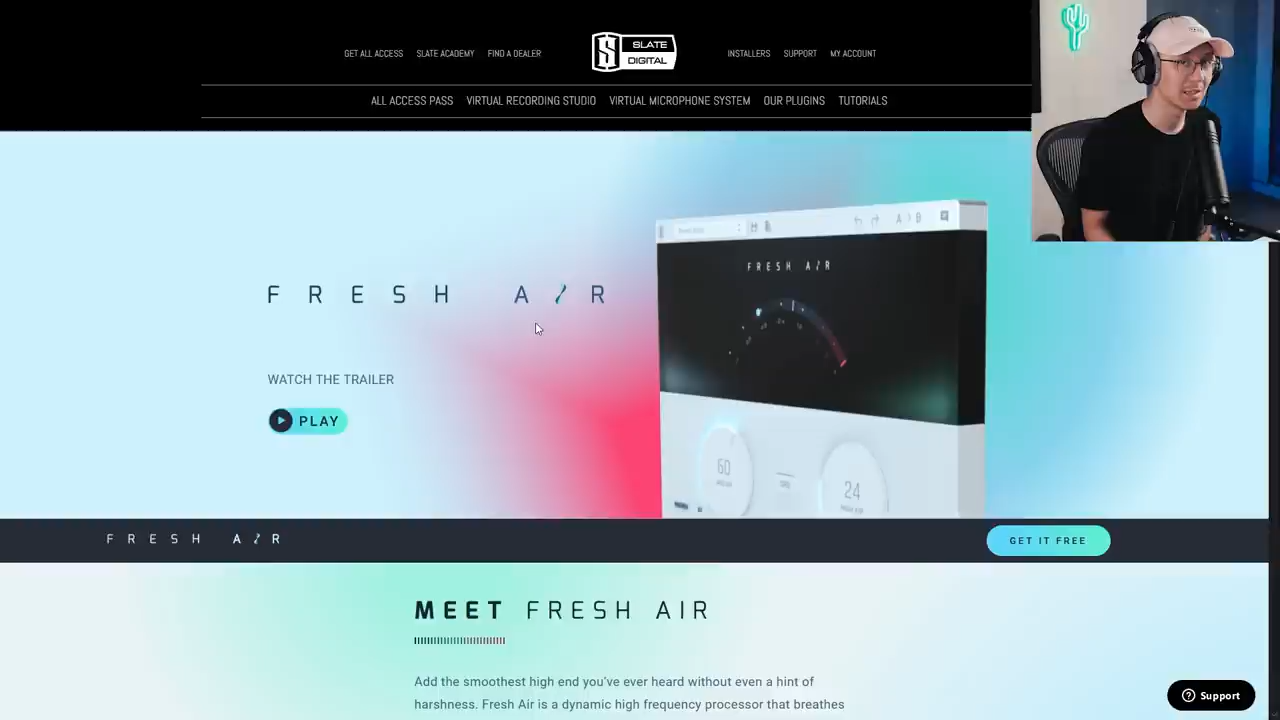 GET ALL ACCESS
SLATE ACADEMY
FIND A DEALER
SLATE
DIGITAL
INSTALLERS
SUPPORT
MY ACCOUNT
ALL ACCESS PASS
VIRTUAL RECORDING STUDIO
VIRTUAL MICROPHONE SYSTEM
OUR PLUGINS
TUTORIALS
FRESH AIR
WATCH THE TRAILER
PLAY
A > B
FRESH AIR
60
24
FRESH AIR
GET IT FREE
MEET FRESH AIR
Add the smoothest high end you've ever heard without even a hint of
harshness. Fresh Air is a dynamic high frequency processor that breathes
Support